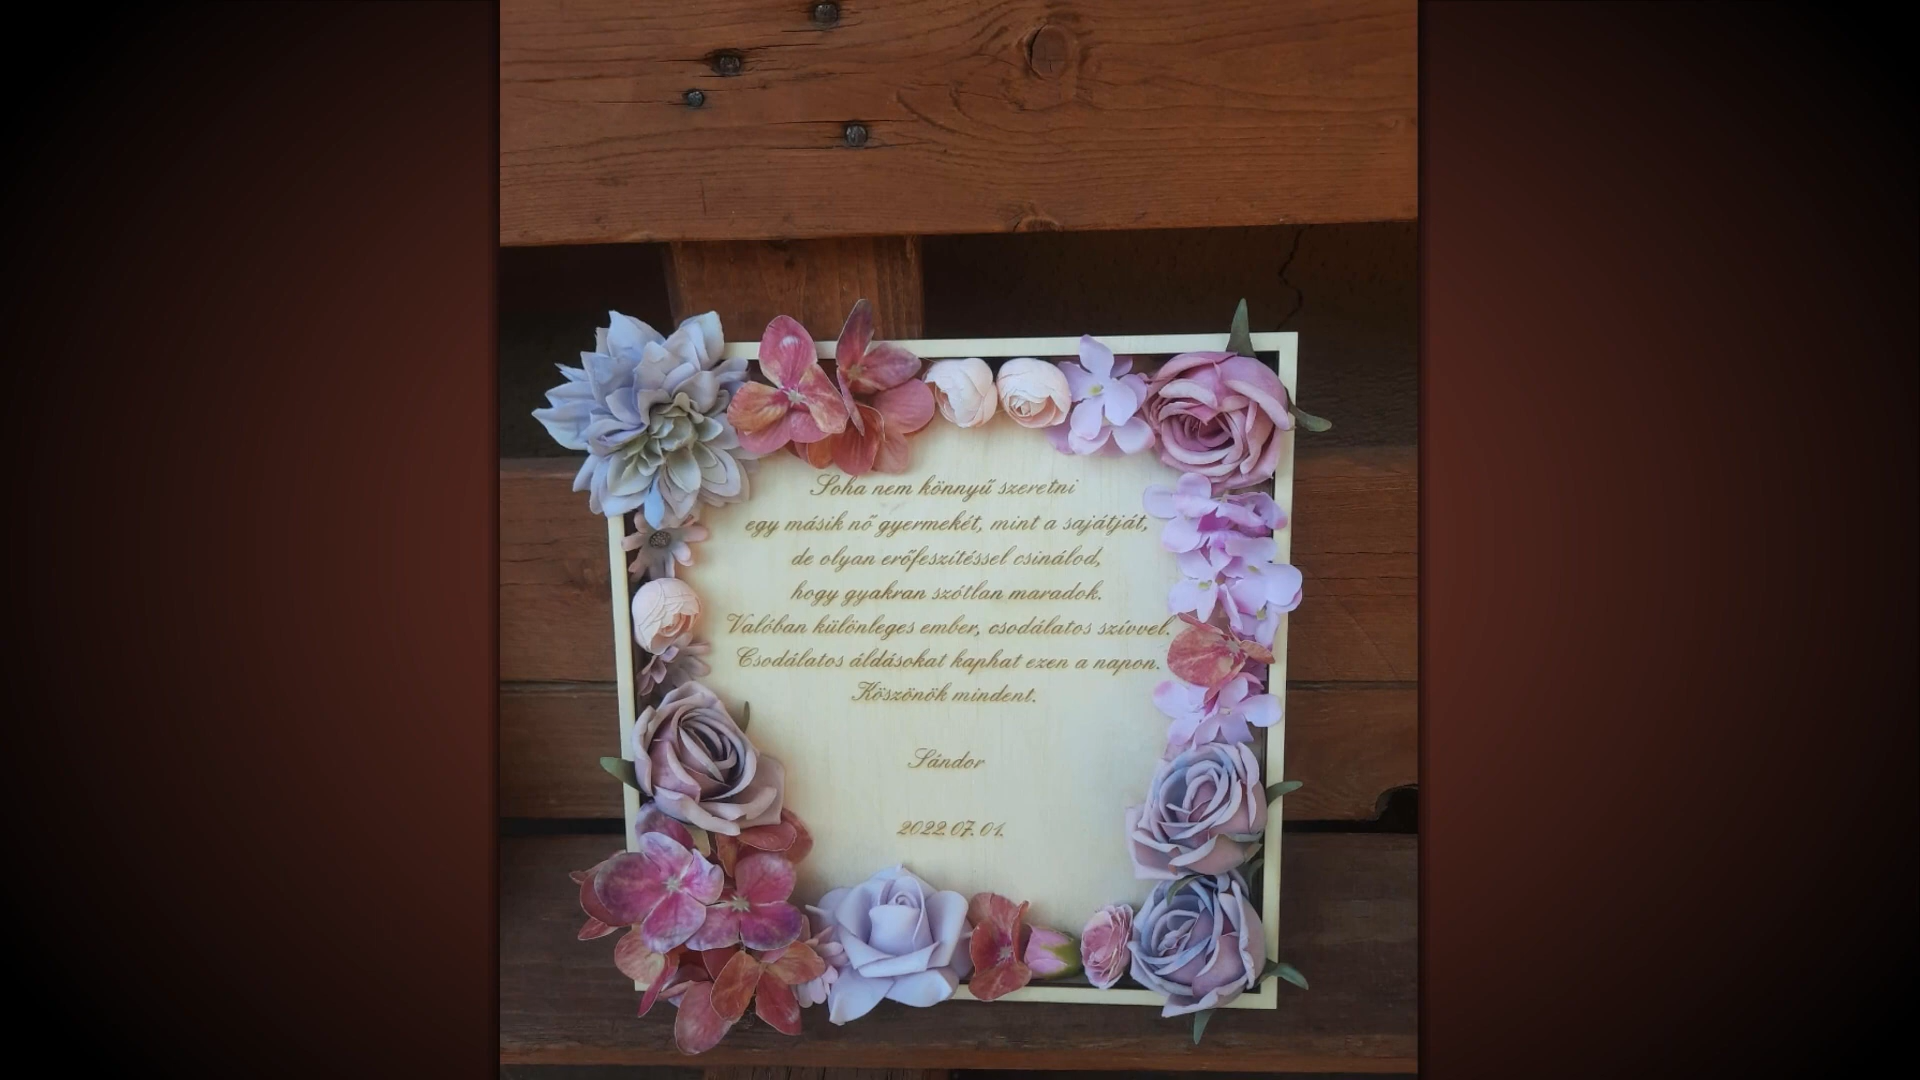 Soha nem könnyű szeretni
egy másik nő gyermekét, mint a sajátját,
de olyan erőfeszítéssel csinálod,
hogy gyakran szótlan maradok.
Valóban különleges ember, csodálatos szívvel.
Csodálatos áldásokat kaphat ezen a napon.
Köszönök mindent.
Sándor
2022.07.01.